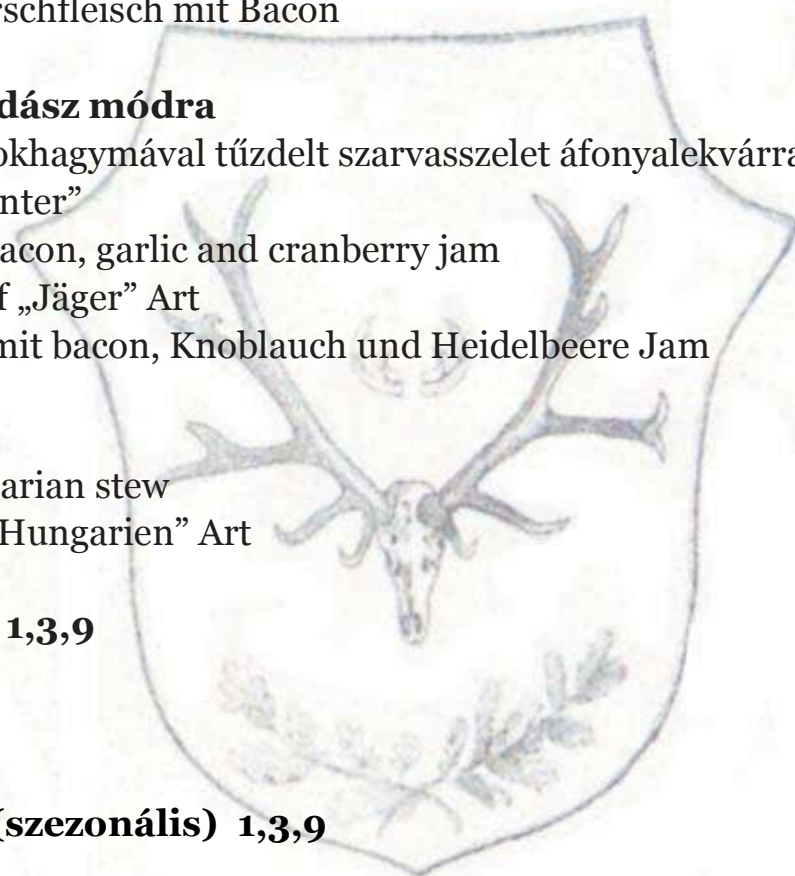 rschfleisch mit Bacon
dász módra
okhagymával tűzdelt szarvasszelet áfonyalekvárra
nter”
acon, garlic and cranberry jam
f „Jäger” Art
mit bacon, Knoblauch und Heidelbeere Jam
arian stew
Hungarien” Art
1,3,9
(szezonális) 1,3,9